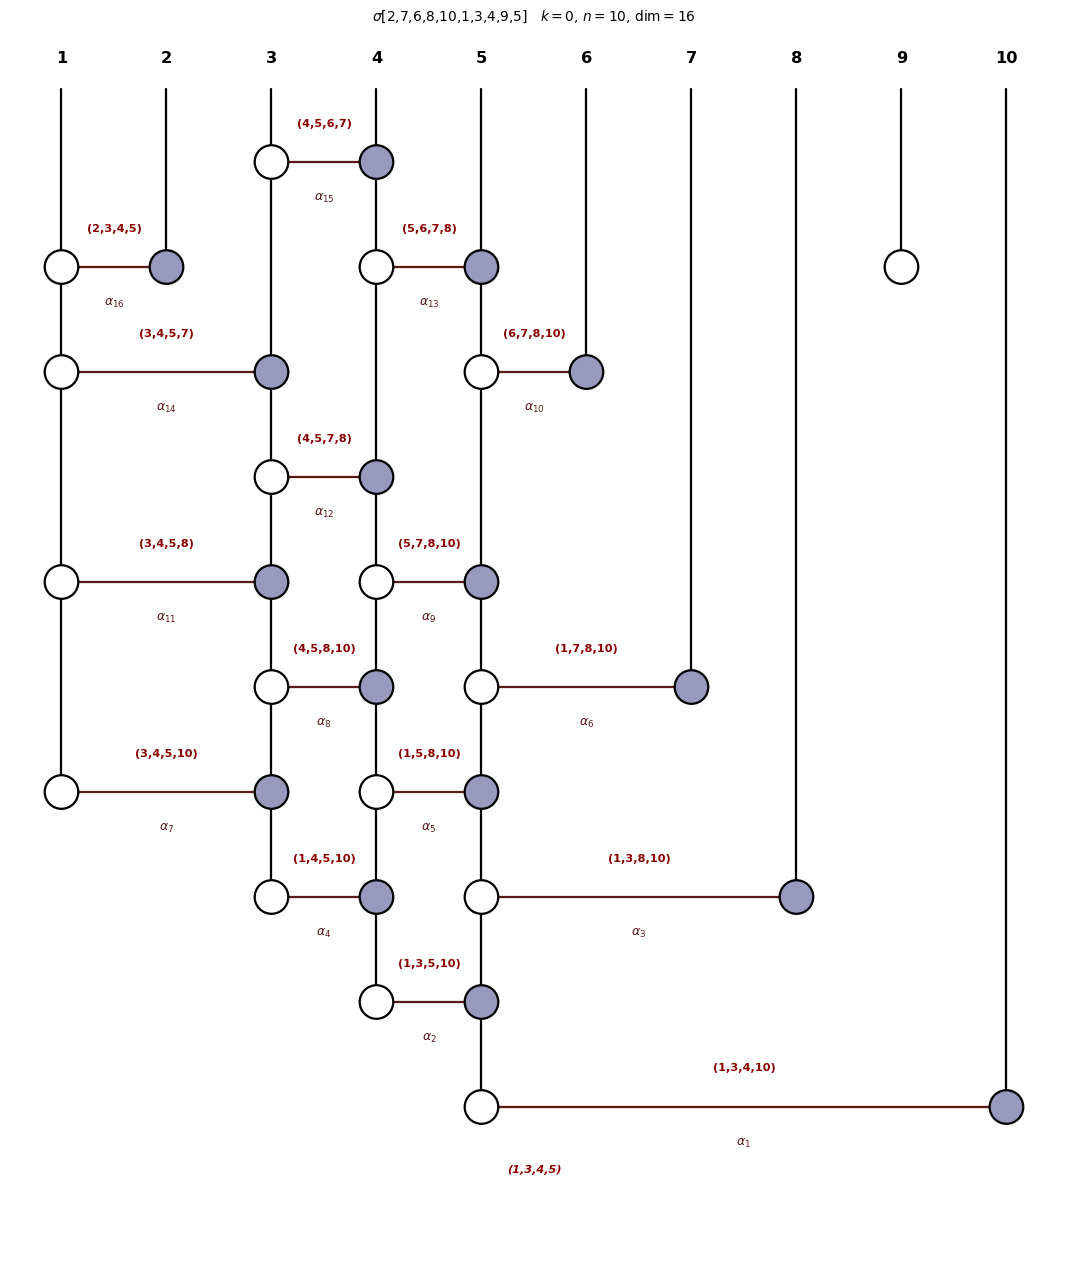 σ[2,7,6,8,10,1,3,4,9,5]   k = 0, n = 10, dim = 16
1 2 3 4 5 6 7 8 9 10
(4,5,6,7)
α₁₅
(2,3,4,5) (5,6,7,8)
α₁₆ α₁₃
(3,4,5,7) (6,7,8,10)
α₁₄ α₁₀
(4,5,7,8)
α₁₂
(3,4,5,8) (5,7,8,10)
α₁₁ α₉
(4,5,8,10) (1,7,8,10)
α₈ α₆
(3,4,5,10) (1,5,8,10)
α₇ α₅
(1,4,5,10) (1,3,8,10)
α₄ α₃
(1,3,5,10)
α₂
(1,3,4,10)
α₁
(1,3,4,5)